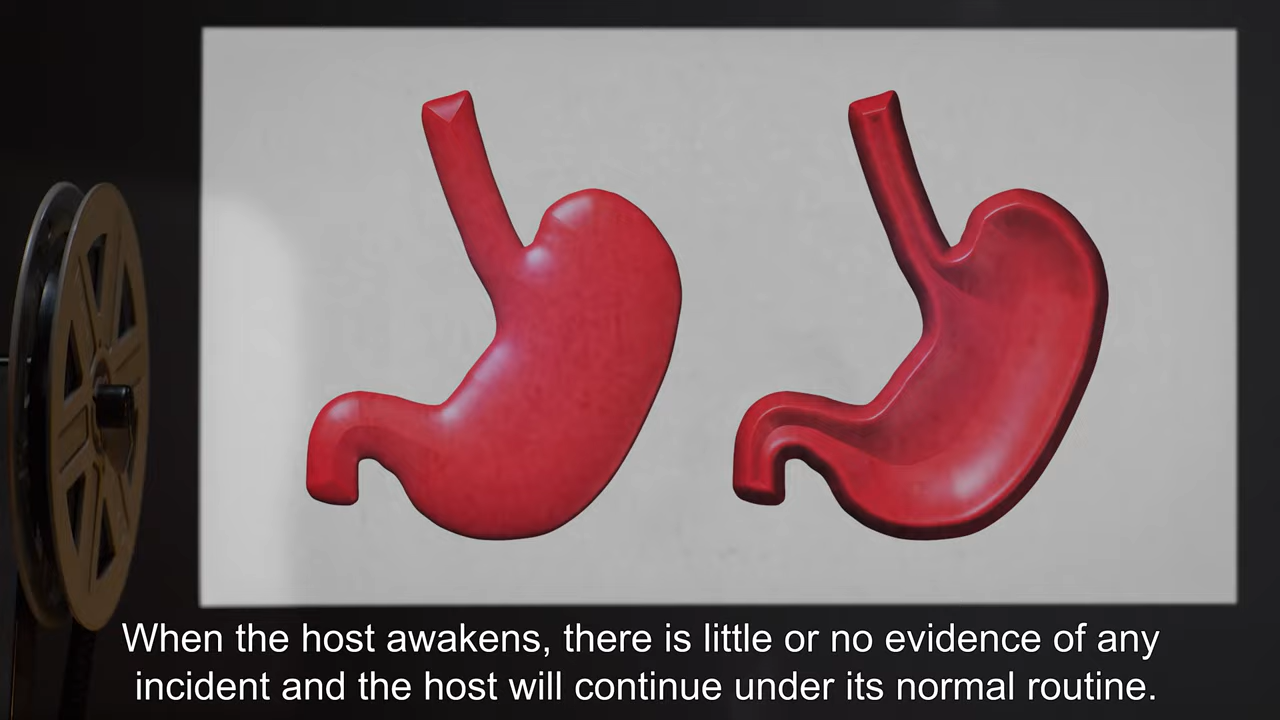 When the host awakens, there is little or no evidence of any
incident and the host will continue under its normal routine.